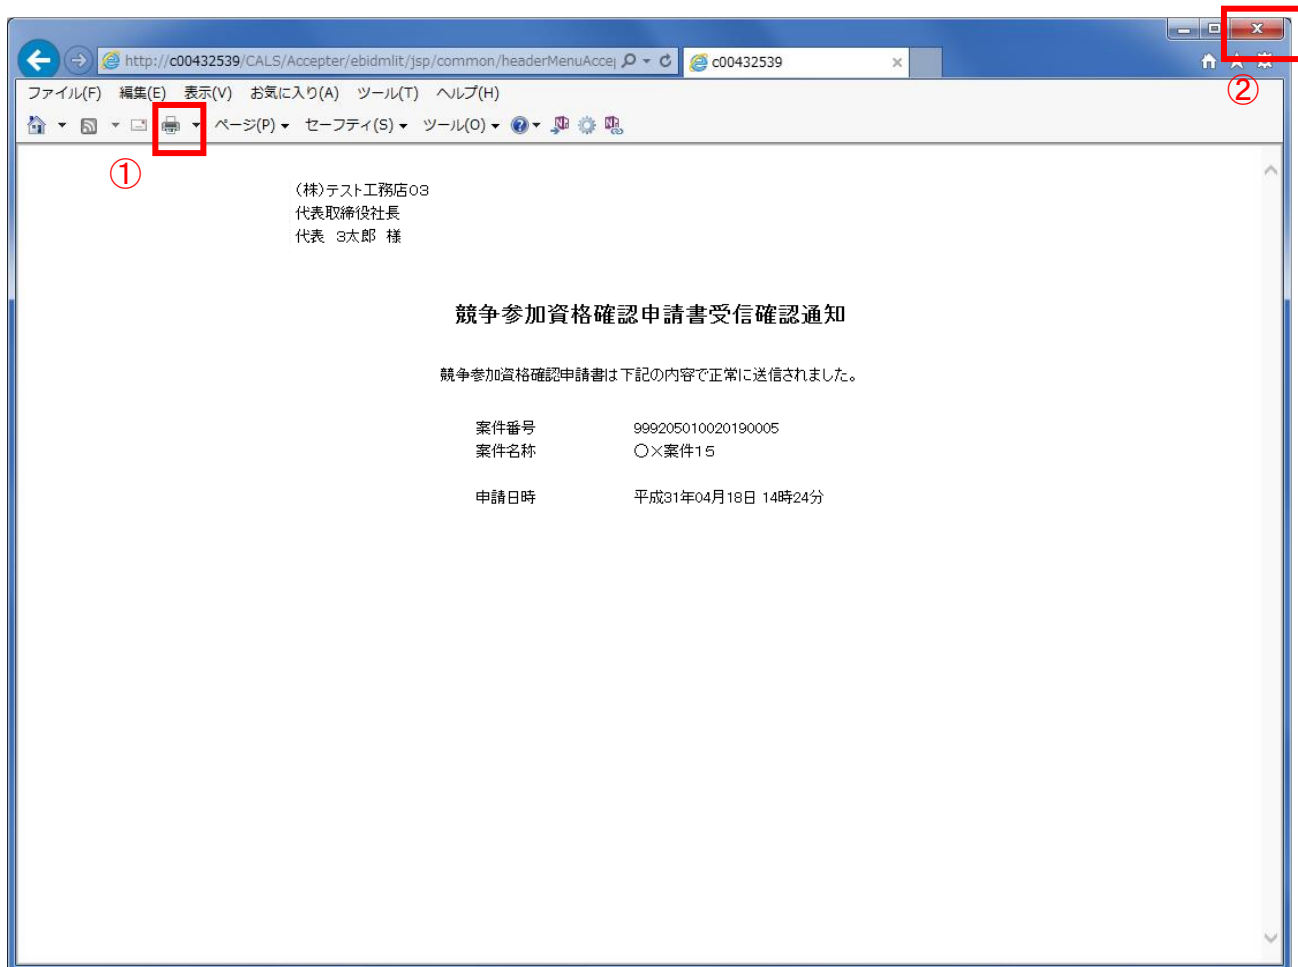 http://c00432539/CALS/Accepter/ebidmlit/jsp/common/headerMenuAccep
c00432539
ファイル(F) 編集(E) 表示(V) お気に入り(A) ツール(T) ヘルプ(H)
②
ページ(P) セーフティ(S) ツール(O)
①
(株)テスト工務店03
代表取締役社長
代表 3太郎 様
競争参加資格確認申請書受信確認通知
競争参加資格確認申請書は下記の内容で正常に送信されました。
案件番号 999205010020190005
案件名称 〇×案件15
申請日時 平成31年04月18日 14時24分